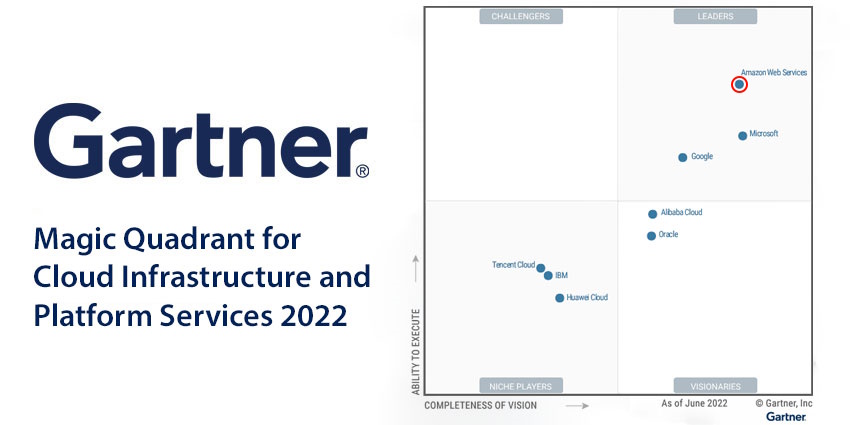 Gartner®
Magic Quadrant for
Cloud Infrastructure and
Platform Services 2022
CHALLENGERS
LEADERS
Amazon Web Services
Microsoft
Google
Alibaba Cloud
Oracle
Tencent Cloud
IBM
Huawei Cloud
NICHE PLAYERS
VISIONARIES
ABILITY TO EXECUTE
COMPLETENESS OF VISION
As of June 2022
© Gartner, Inc
Gartner